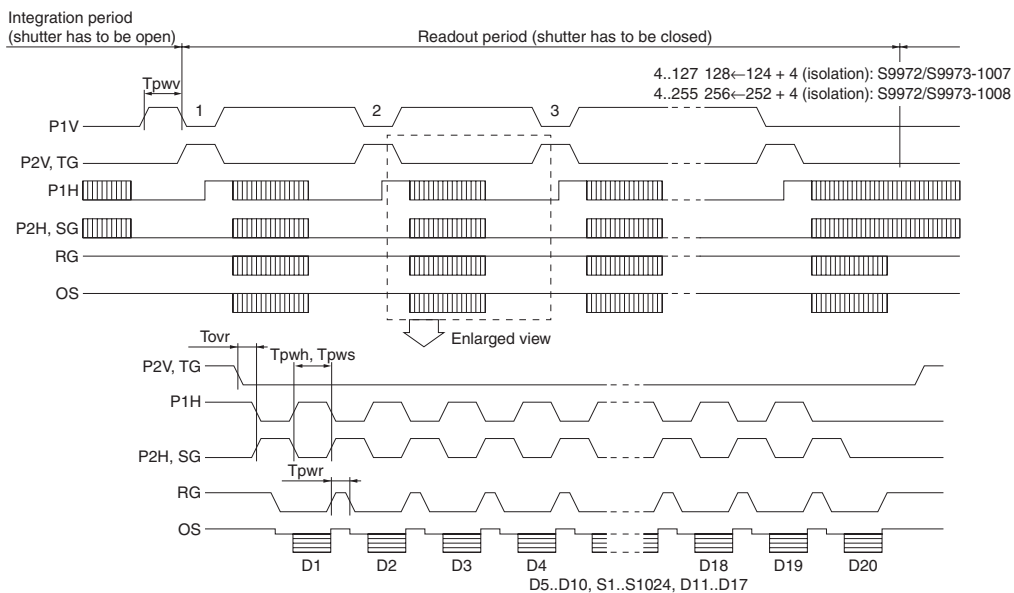 Integration period
(shutter has to be open)
Readout period (shutter has to be closed)
Tpwv
4..127 128←124 + 4 (isolation): S9972/S9973-1007
4..255 256←252 + 4 (isolation): S9972/S9973-1008
1 2 3
P1V
P2V, TG
P1H
P2H, SG
RG
OS
Enlarged view
Tovr
Tpwh, Tpws
P2V, TG
P1H
P2H, SG
Tpwr
RG
OS
D1 D2 D3 D4 D18 D19 D20
D5..D10, S1..S1024, D11..D17